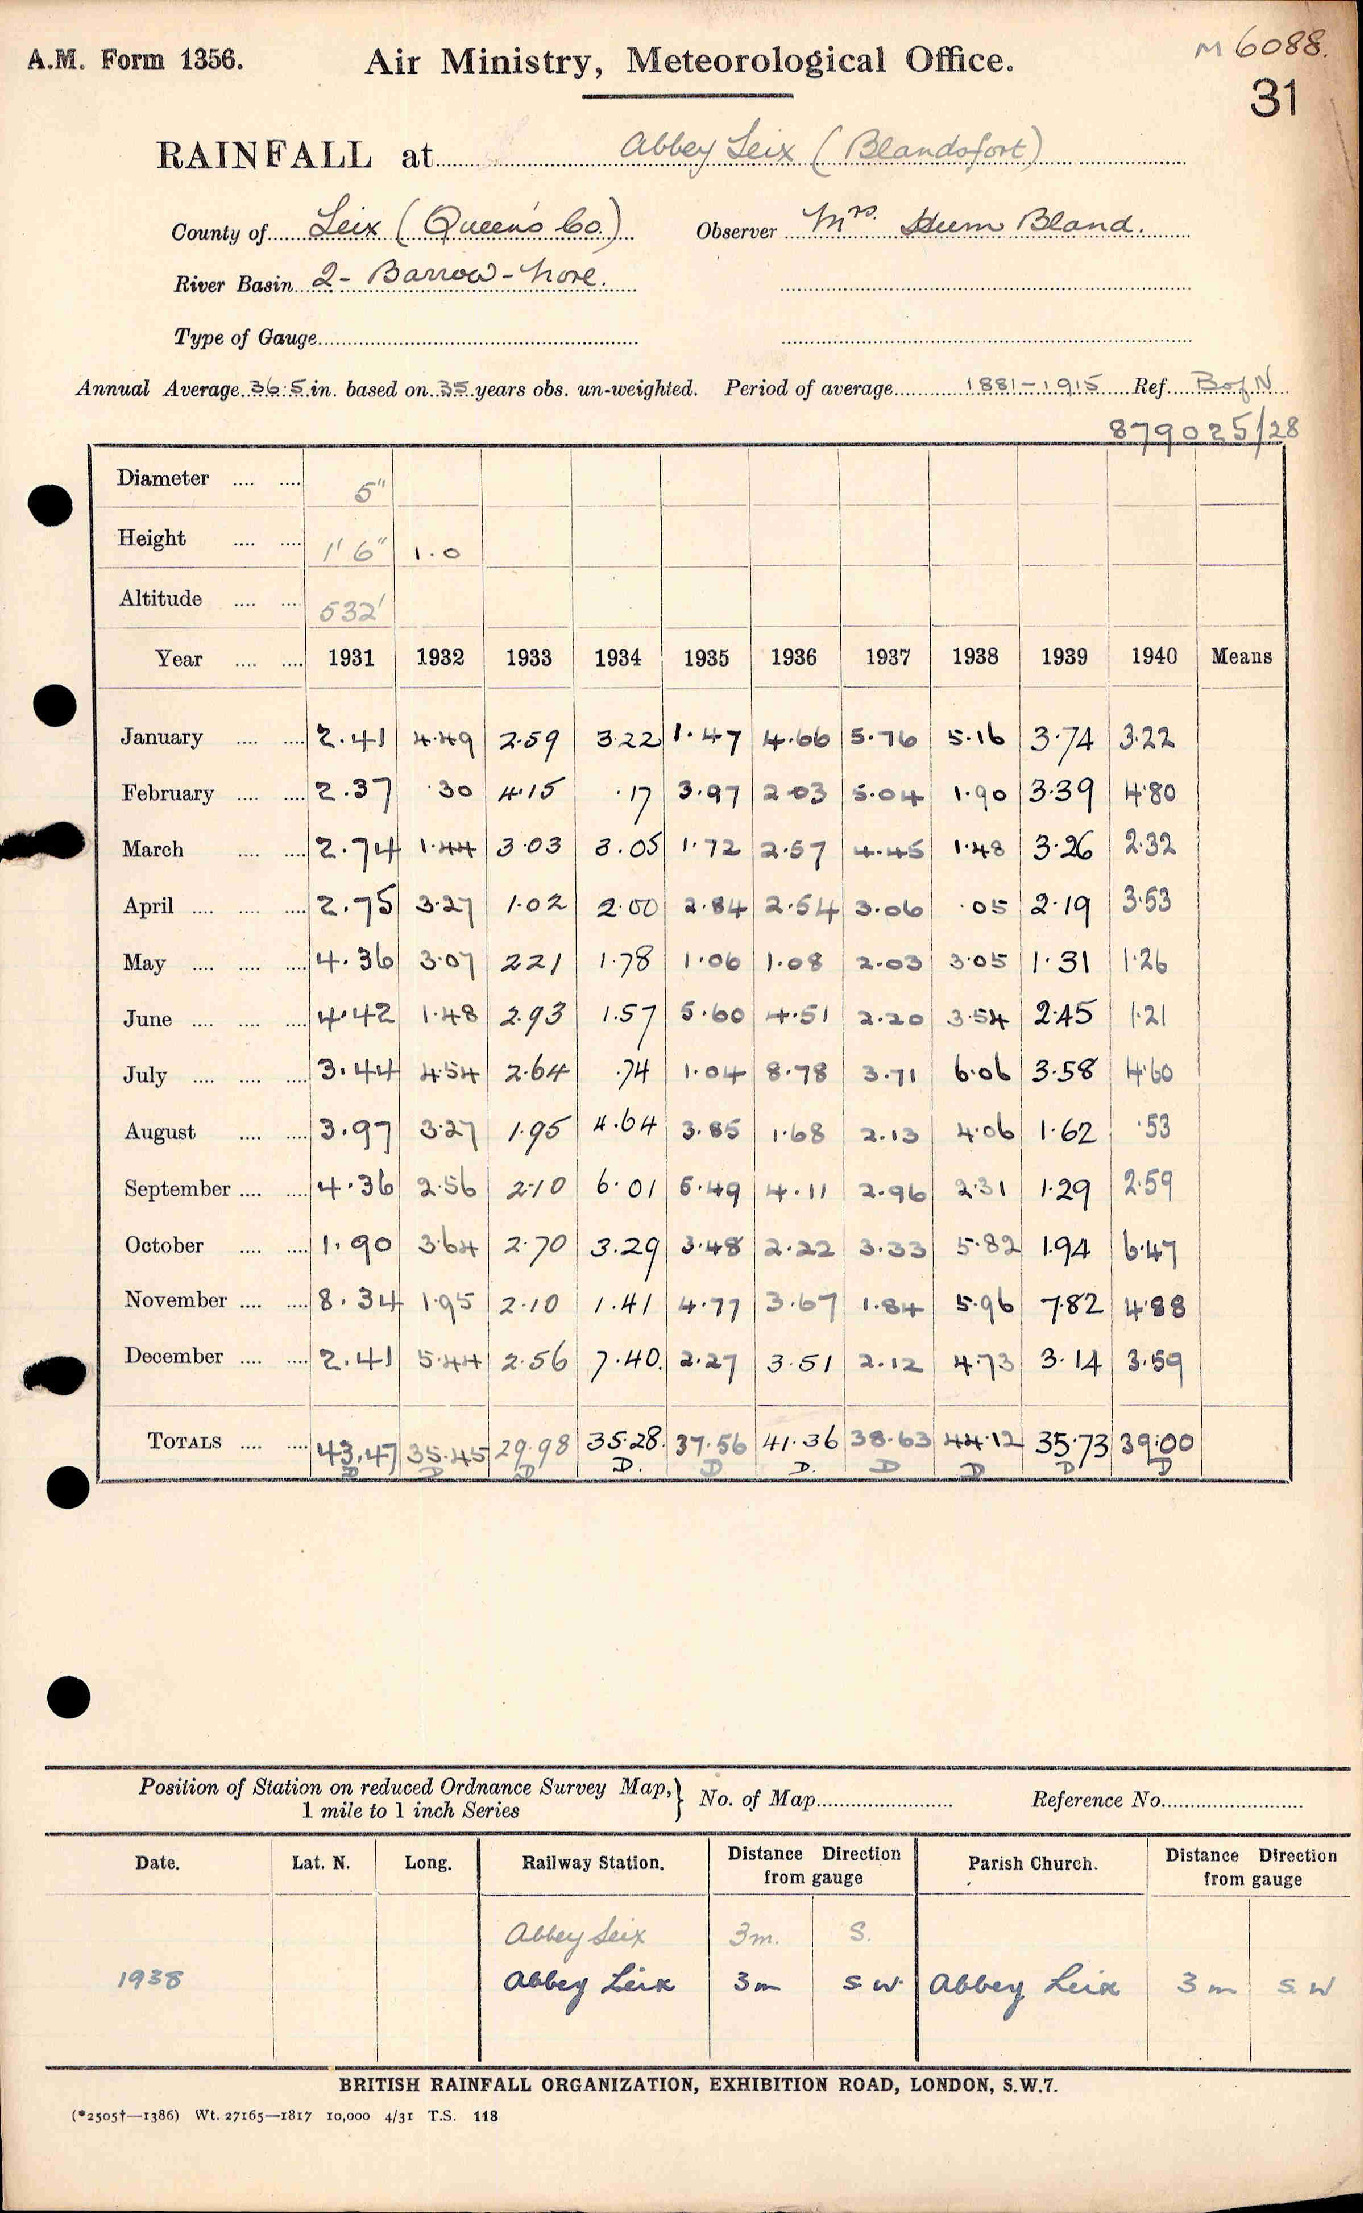 A.M. Form 1356. Air Ministry, Meteorological Office. M 6088.
31
RAINFALL at Abbey Leix (Blandsfort)
County of Leix (Queen's Co.) Observer Mrs. Hum Bland.
River Basin 2- Barrow-Nore.
Type of Gauge
Annual Average 36.5 in. based on 35 years obs. un-weighted. Period of average 1881-1915 Ref. B of N
879025/28
Diameter 5"
Height 1' 6" 1.0
Altitude 532'
Year 1931 1932 1933 1934 1935 1936 1937 1938 1939 1940 Means
January 2.41 4.49 2.59 3.22 1.47 4.66 5.76 5.16 3.74 3.22
February 2.37 .30 4.15 .17 3.97 2.03 5.04 1.90 3.39 4.80
March 2.74 1.44 3.03 3.05 1.72 2.57 4.45 1.48 3.26 2.32
April 2.75 3.27 1.02 2.00 2.84 2.54 3.06 .05 2.19 3.53
May 4.36 3.07 2.21 1.78 1.06 1.08 2.03 3.05 1.31 1.26
June 4.42 1.48 2.93 1.57 5.60 4.51 2.20 3.54 2.45 1.21
July 3.44 4.54 2.64 .74 1.04 8.78 3.71 6.06 3.58 4.60
August 3.97 3.27 1.95 4.64 3.85 1.68 2.13 4.06 1.62 .53
September 4.36 2.56 2.10 6.01 5.49 4.11 2.96 2.31 1.29 2.59
October 1.90 3.64 2.70 3.29 3.48 2.22 3.33 5.82 1.94 6.47
November 8.34 1.95 2.10 1.41 4.77 3.67 1.84 5.96 7.82 4.88
December 2.41 5.44 2.56 7.40 2.27 3.51 2.12 4.73 3.14 3.59
TOTALS 43.47 35.45 29.98 35.28 37.56 41.36 38.63 44.12 35.73 39.00
D D D D. D D. D D D D
Position of Station on reduced Ordnance Survey Map, 1 mile to 1 inch Series } No. of Map Reference No.
Date. Lat. N. Long. Railway Station. Distance Direction from gauge Parish Church. Distance Direction from gauge
Abbey Leix 3m. S.
1938 Abbey Leix 3m S W Abbey Leix 3 m S. W
BRITISH RAINFALL ORGANIZATION, EXHIBITION ROAD, LONDON, S.W.7.
(*2505†—1386) Wt. 27165—1817 10,000 4/31 T.S. 118